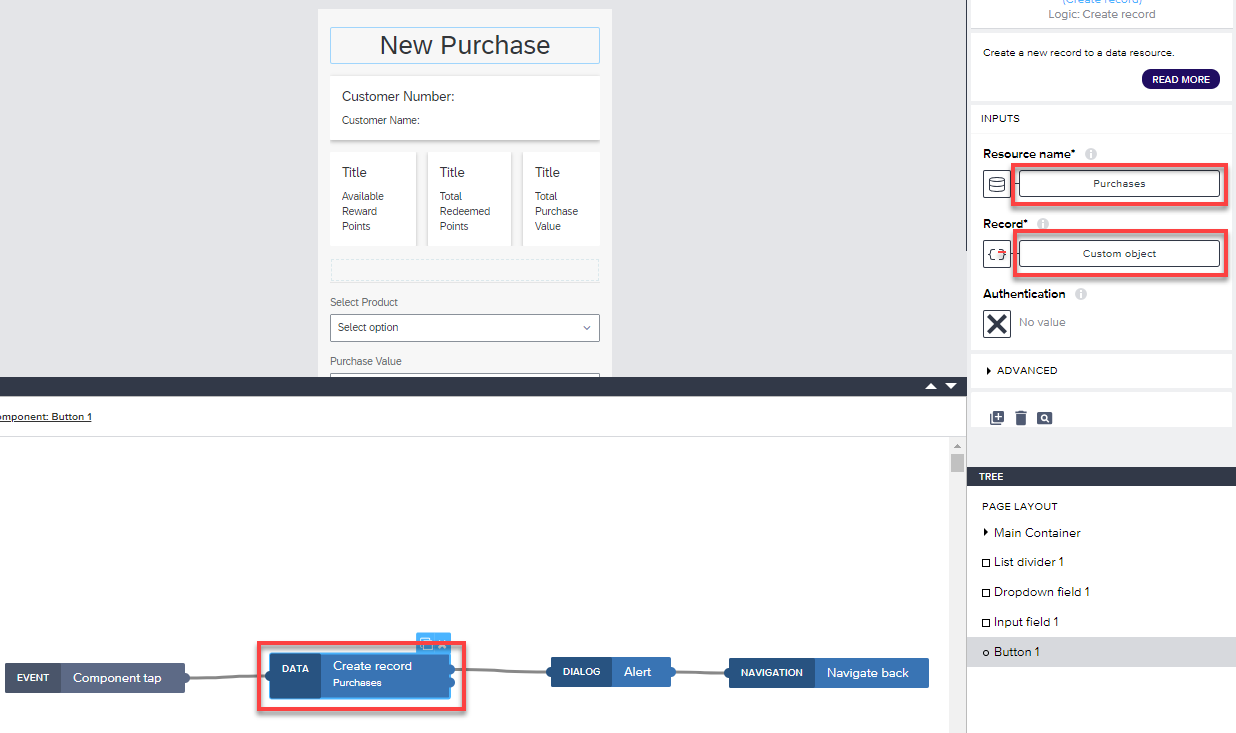 New Purchase
Customer Number:
Customer Name:
Title
Available
Reward
Points
Title
Total
Redeemed
Points
Title
Total
Purchase
Value
Select Product
Select option
Purchase Value
(Create record)
Logic: Create record
Create a new record to a data resource.
READ MORE
INPUTS
Resource name*
Purchases
Record*
Custom object
Authentication
No value
ADVANCED
omponent: Button 1
EVENT Component tap
DATA Create record
Purchases
DIALOG Alert
NAVIGATION Navigate back
TREE
PAGE LAYOUT
Main Container
List divider 1
Dropdown field 1
Input field 1
Button 1